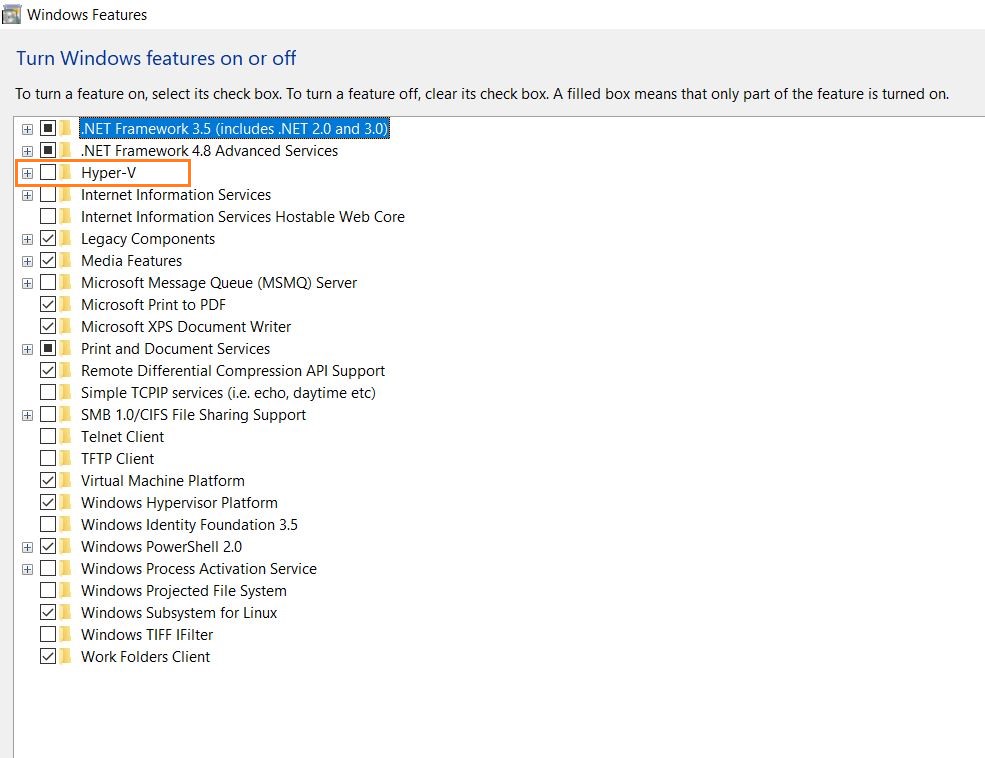 Windows Features
Turn Windows features on or off
To turn a feature on, select its check box. To turn a feature off, clear its check box. A filled box means that only part of the feature is turned on.
.NET Framework 3.5 (includes .NET 2.0 and 3.0)
.NET Framework 4.8 Advanced Services
Hyper-V
Internet Information Services
Internet Information Services Hostable Web Core
Legacy Components
Media Features
Microsoft Message Queue (MSMQ) Server
Microsoft Print to PDF
Microsoft XPS Document Writer
Print and Document Services
Remote Differential Compression API Support
Simple TCPIP services (i.e. echo, daytime etc)
SMB 1.0/CIFS File Sharing Support
Telnet Client
TFTP Client
Virtual Machine Platform
Windows Hypervisor Platform
Windows Identity Foundation 3.5
Windows PowerShell 2.0
Windows Process Activation Service
Windows Projected File System
Windows Subsystem for Linux
Windows TIFF IFilter
Work Folders Client